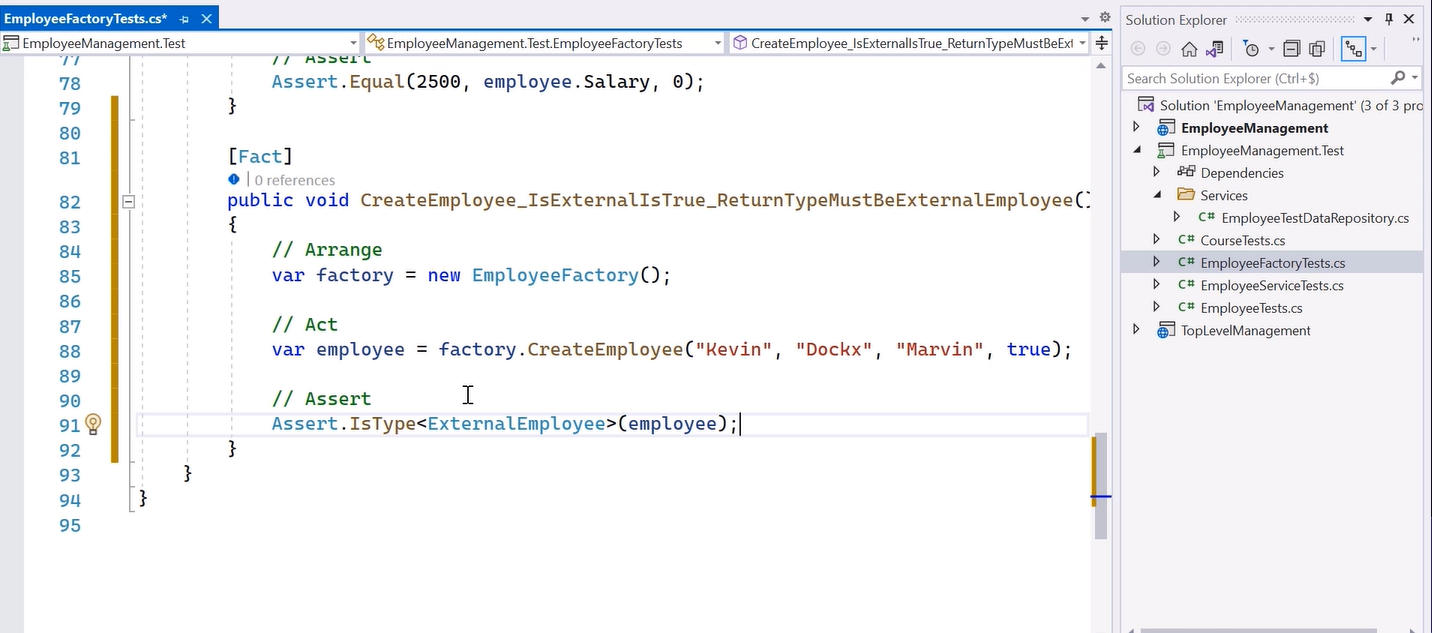 EmployeeFactoryTests.cs*
EmployeeManagement.Test
EmployeeManagement.Test.EmployeeFactoryTests
CreateEmployee_IsExternalIsTrue_ReturnTypeMustBeExt
77 // Assert
78 Assert.Equal(2500, employee.Salary, 0);
79 }
80
81 [Fact]
0 references
82 public void CreateEmployee_IsExternalIsTrue_ReturnTypeMustBeExternalEmployee()
83 {
84 // Arrange
85 var factory = new EmployeeFactory();
86
87 // Act
88 var employee = factory.CreateEmployee("Kevin", "Dockx", "Marvin", true);
89
90 // Assert
91 Assert.IsType<ExternalEmployee>(employee);
92 }
93 }
94 }
95
Solution Explorer
Search Solution Explorer (Ctrl+$)
Solution 'EmployeeManagement' (3 of 3 pro
EmployeeManagement
EmployeeManagement.Test
Dependencies
Services
C# EmployeeTestDataRepository.cs
C# CourseTests.cs
C# EmployeeFactoryTests.cs
C# EmployeeServiceTests.cs
C# EmployeeTests.cs
TopLevelManagement